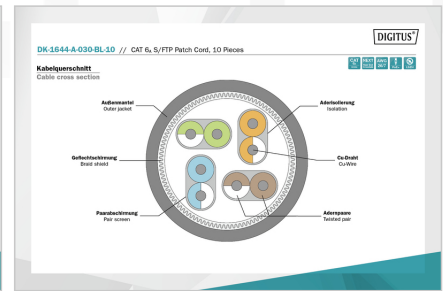 DIGITUS®
DK-1644-A-030-BL-10 // CAT 6A S/FTP Patch Cord, 10 Pieces
Kabelquerschnitt
Cable cross section
Außenmantel
Outer jacket
Aderisolierung
Isolation
Geflechtschirmung
Braid shield
Cu-Draht
Cu-Wire
Paarabschirmung
Pair screen
Adernpaare
Twisted pair